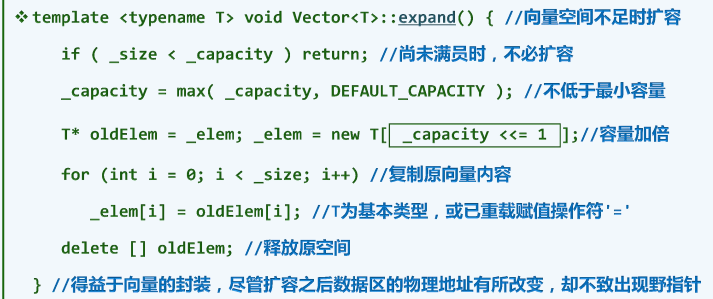 ❖ template <typename T> void Vector<T>::expand() { //向量空间不足时扩容
if ( _size < _capacity ) return; //尚未满员时，不必扩容
_capacity = max( _capacity, DEFAULT_CAPACITY ); //不低于最小容量
T* oldElem = _elem; _elem = new T[ _capacity <<= 1 ];//容量加倍
for (int i = 0; i < _size; i++) //复制原向量内容
_elem[i] = oldElem[i]; //T为基本类型，或已重载赋值操作符'='
delete [] oldElem; //释放原空间
} //得益于向量的封装，尽管扩容之后数据区的物理地址有所改变，却不致出现野指针